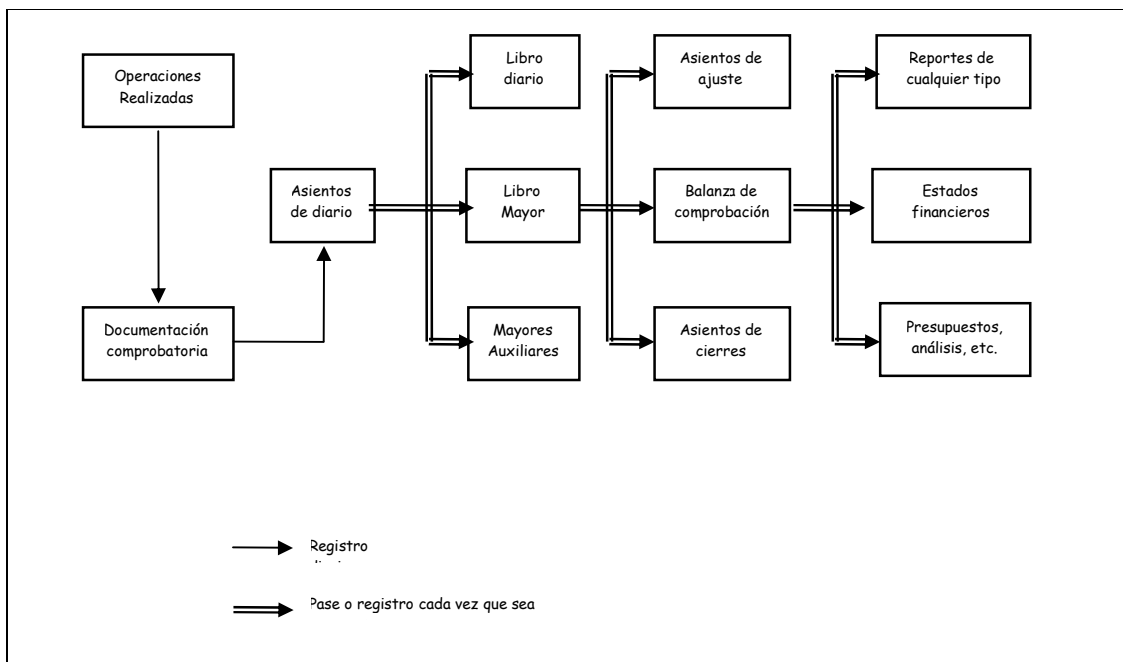 Operaciones
Realizadas
Documentación
comprobatoria
Asientos
de diario
Libro
diario
Libro
Mayor
Mayores
Auxiliares
Asientos de
ajuste
Balanza de
comprobación
Asientos de
cierres
Reportes de
cualquier tipo
Estados
financieros
Presupuestos,
análisis, etc.
Registro
Pase o registro cada vez que sea